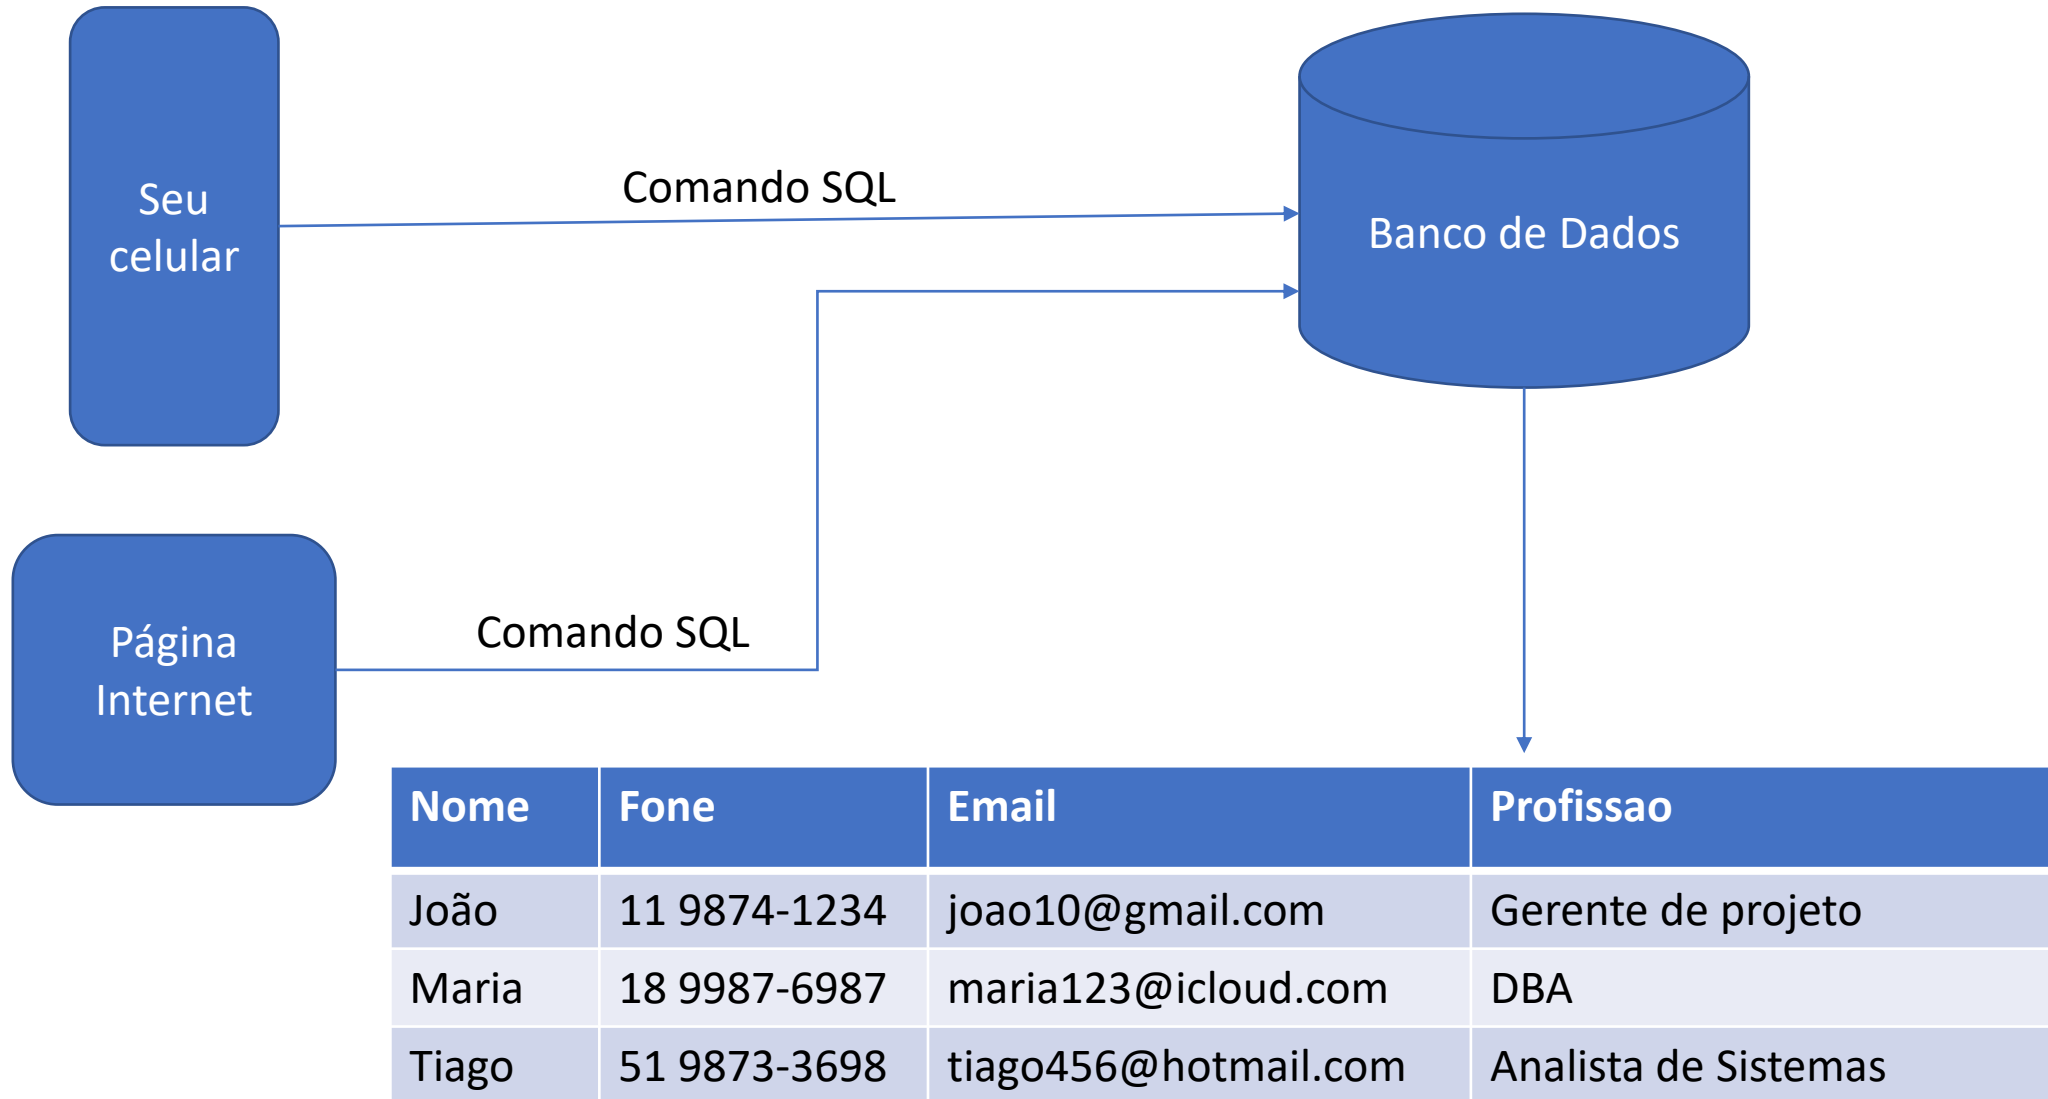 Seu
celular
Comando SQL
Banco de Dados
Página
Internet
Comando SQL
Nome Fone Email Profissao
João 11 9874-1234 joao10@gmail.com Gerente de projeto
Maria 18 9987-6987 maria123@icloud.com DBA
Tiago 51 9873-3698 tiago456@hotmail.com Analista de Sistemas